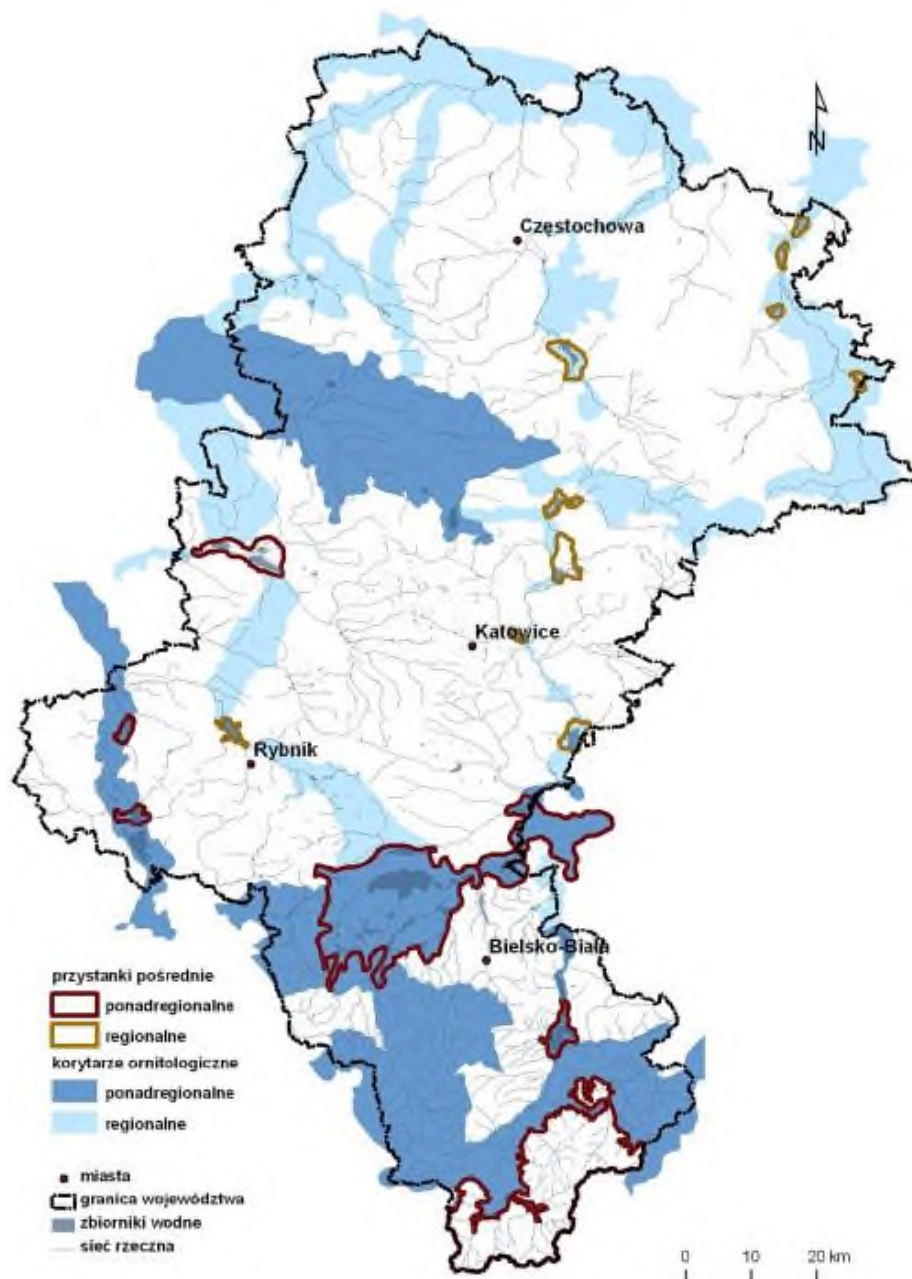 N
Częstochowa
Katowice
Rybnik
Bielsko-Biała
przystanki pośrednie
ponadregionalne
regionalne
korytarze ornitologiczne
ponadregionalne
regionalne
miasta
granica województwa
zbiorniki wodne
sieć rzeczna
0 10 20 km